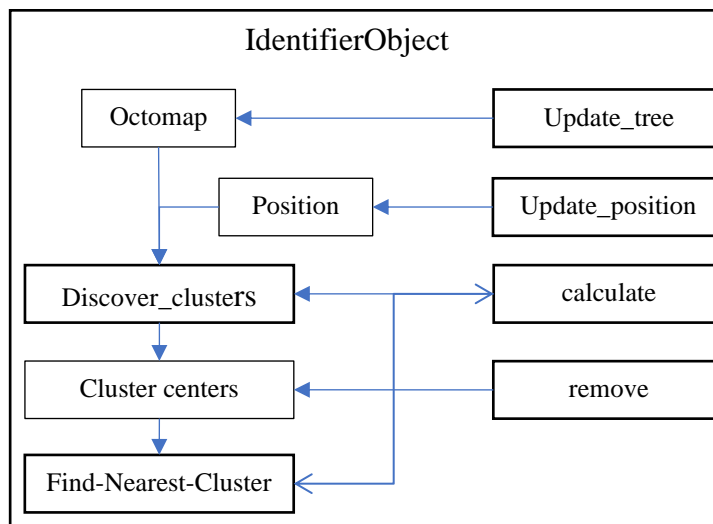 IdentifierObject
Octomap
Update_tree
Position
Update_position
Discover_clusters
calculate
Cluster centers
remove
Find-Nearest-Cluster